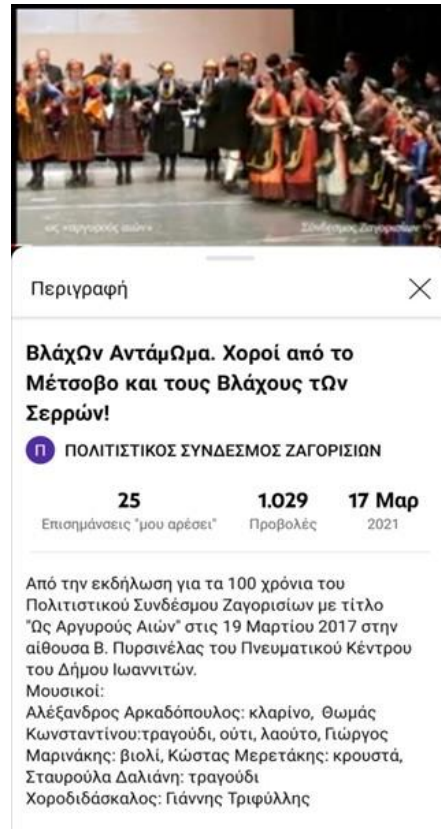 ως «αργυρούς αιών»
Σύνδεσμος Ζαγορισίων
Περιγραφή
ΒλάχΩν ΑντάμΩμα. Χοροί από το
Μέτσοβο και τους Βλάχους τΩν
Σερρών!
Π ΠΟΛΙΤΙΣΤΙΚΟΣ ΣΥΝΔΕΣΜΟΣ ΖΑΓΟΡΙΣΙΩΝ
25 1.029 17 Μαρ
Επισημάνσεις "μου αρέσει" Προβολές 2021
Από την εκδήλωση για τα 100 χρόνια του
Πολιτιστικού Συνδέσμου Ζαγορισίων με τίτλο
"Ως Αργυρούς Αιών" στις 19 Μαρτίου 2017 στην
αίθουσα Β. Πυρσινέλας του Πνευματικού Κέντρου
του Δήμου Ιωαννιτών.
Μουσικοί:
Αλέξανδρος Αρκαδόπουλος: κλαρίνο, Θωμάς
Κωνσταντίνου:τραγούδι, ούτι, λαούτο, Γιώργος
Μαρινάκης: βιολί, Κώστας Μερετάκης: κρουστά,
Σταυρούλα Δαλιάνη: τραγούδι
Χοροδιδάσκαλος: Γιάννης Τριφύλλης